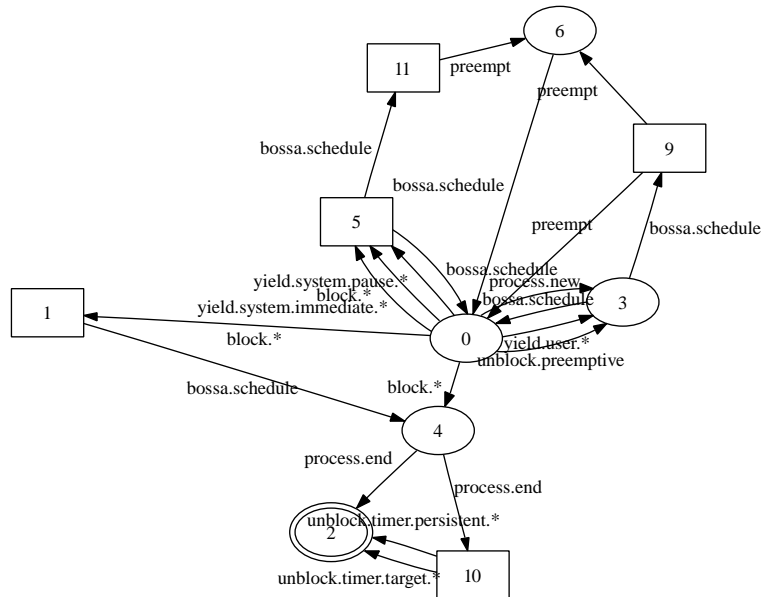 6
11
preempt
preempt
bossa.schedule
9
bossa.schedule
5
preempt
bossa.schedule
bossa.schedule
yield.system.pause.*
process.new
block.*
bossa.schedule
3
yield.system.immediate.*
1
block.*
0
yield.user.*
unblock.preemptive
bossa.schedule
block.*
4
process.end
process.end
unblock.timer.persistent.*
2
unblock.timer.target.*
10